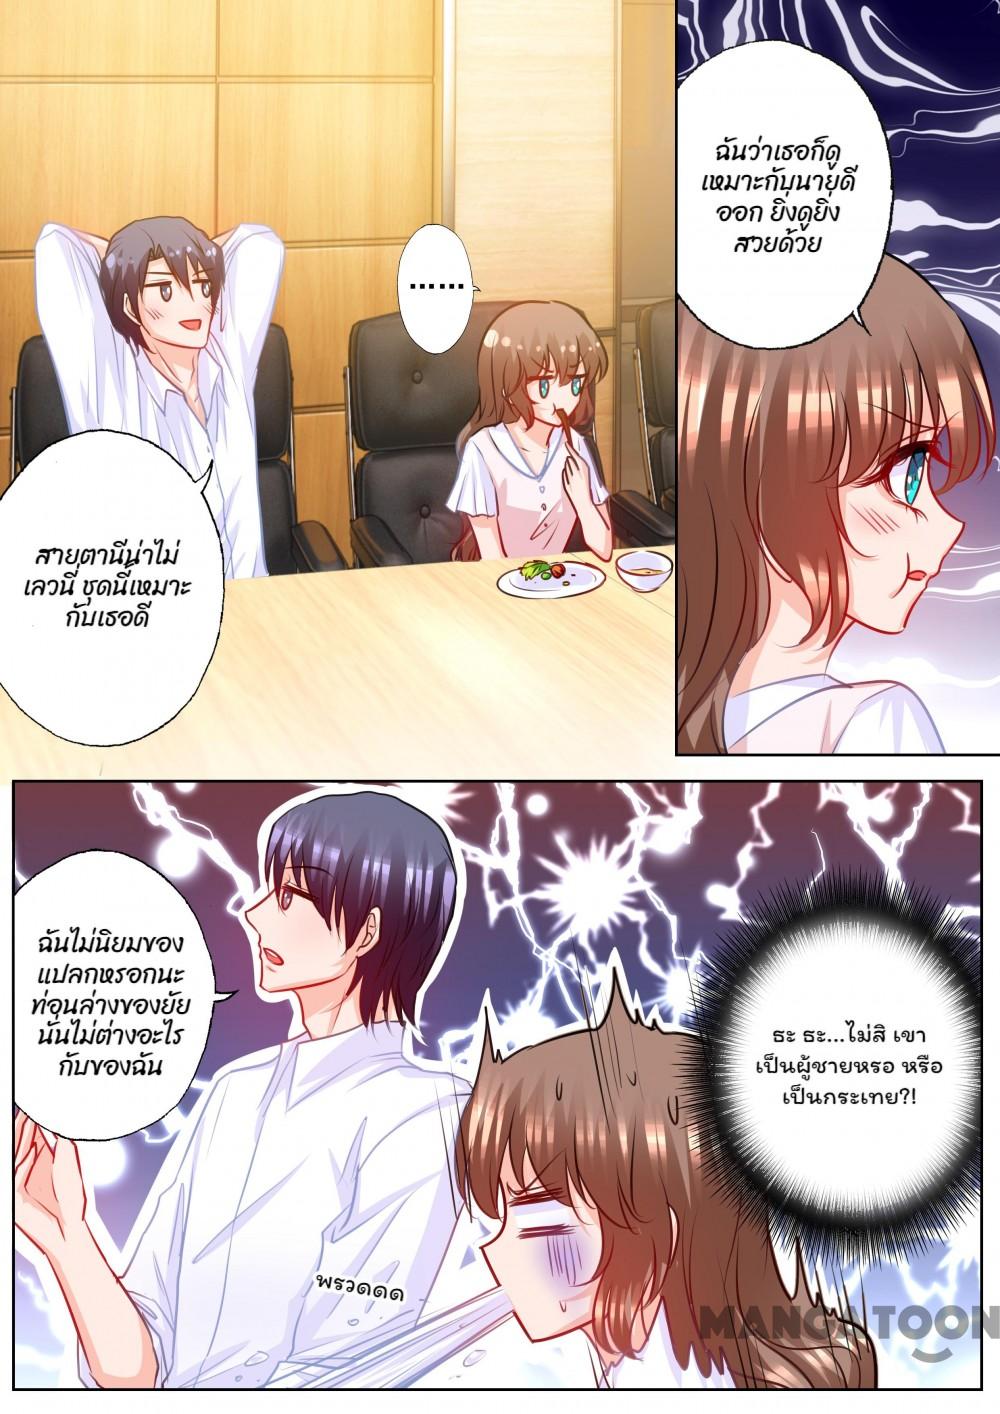 ......
สายตานีน่าไม่
เลวนี่ ชุดนี้เหมาะ
กับเธอดี
ฉันว่าเธอก็ดู
เหมาะกับนายดี
ออก ยิ่งดูยิ่ง
สวยด้วย
ฉันไม่นิยมของ
แปลกหรอกนะ
ท่อนล่างของยัย
นั่นไม่ต่างอะไร
กับของฉัน
ธะ ธะ...ไม่สิ เขา
เป็นผู้ชายหรอ หรือ
เป็นกระเทย?!
พรวดดด
MANGATOON